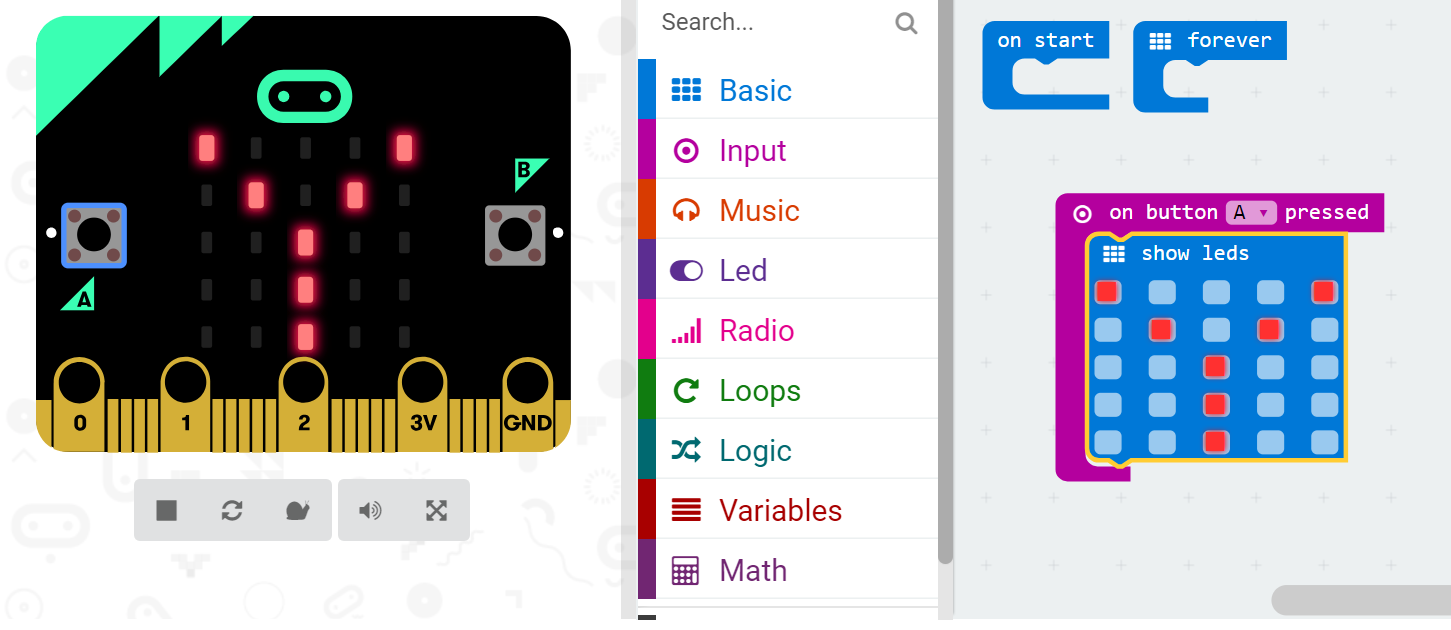 B
A
0 1 2 3V GND
Search...
Basic
Input
Music
Led
Radio
Loops
Logic
Variables
Math
on start
forever
on button A ▾ pressed
show leds